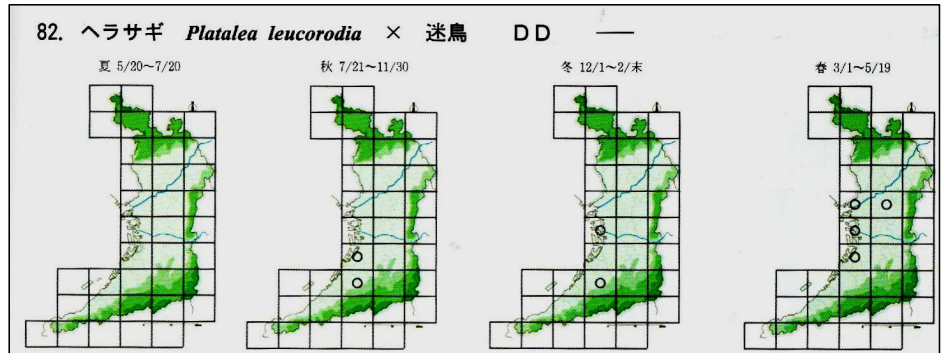 82. ヘラサギ Platalea leucorodia × 迷鳥 DD —
夏 5/20~7/20 秋 7/21~11/30 冬 12/1~2/末 春 3/1~5/19